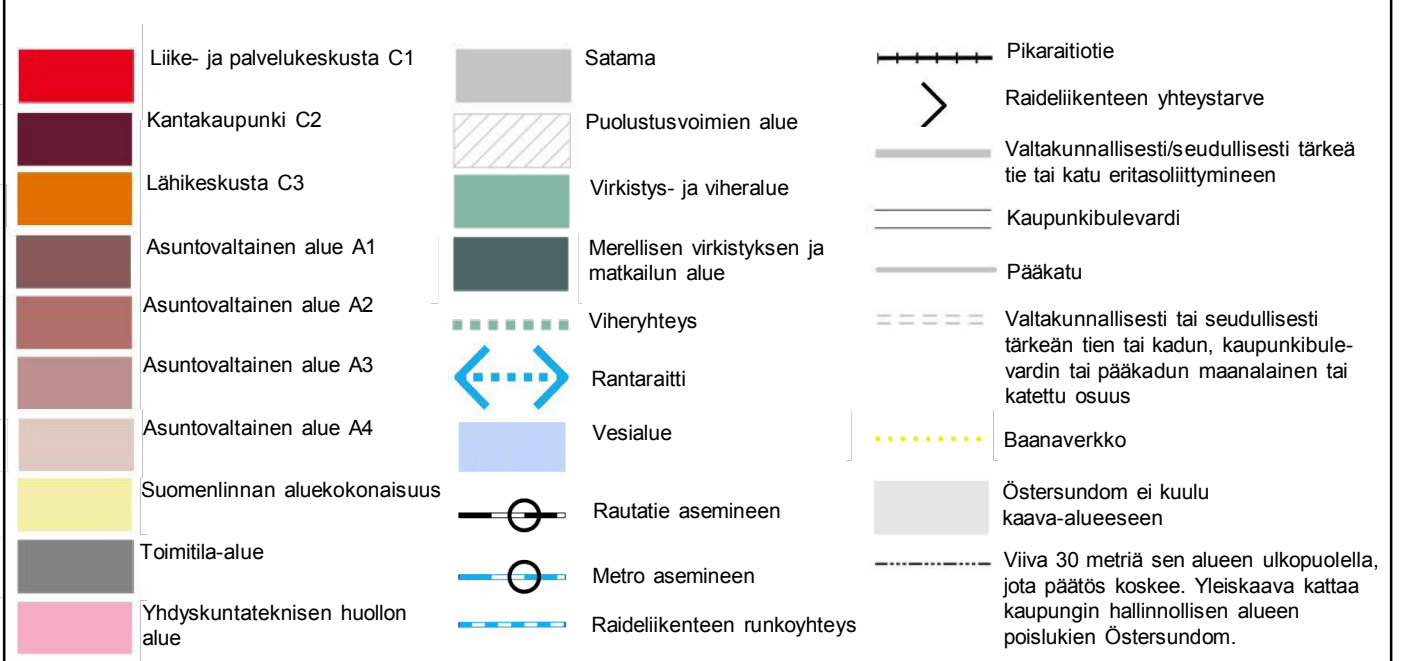 Liike- ja palvelukeskusta C1
Kantakaupunki C2
Lähikeskusta C3
Asuntovaltainen alue A1
Asuntovaltainen alue A2
Asuntovaltainen alue A3
Asuntovaltainen alue A4
Suomenlinnan aluekokonaisuus
Toimitila-alue
Yhdyskuntateknisen huollon
alue
Satama
Puolustusvoimien alue
Virkistys- ja viheralue
Merellisen virkistyksen ja
matkailun alue
Viheryhteys
Rantaraitti
Vesialue
Rautatie asemineen
Metro asemineen
Raideliikenteen runkoyhteys
Pikaraitiotie
Raideliikenteen yhteystarve
Valtakunnallisesti/seudullisesti tärkeä
tie tai katu eritasoliittymineen
Kaupunkibulevardi
Pääkatu
Valtakunnallisesti tai seudullisesti
tärkeän tien tai kadun, kaupunkibule-
vardin tai pääkadun maanalainen tai
katettu osuus
Baanaverkko
Östersundom ei kuulu
kaava-alueeseen
Viiva 30 metriä sen alueen ulkopuolella,
jota päätös koskee. Yleiskaava kattaa
kaupungin hallinnollisen alueen
poislukien Östersundom.